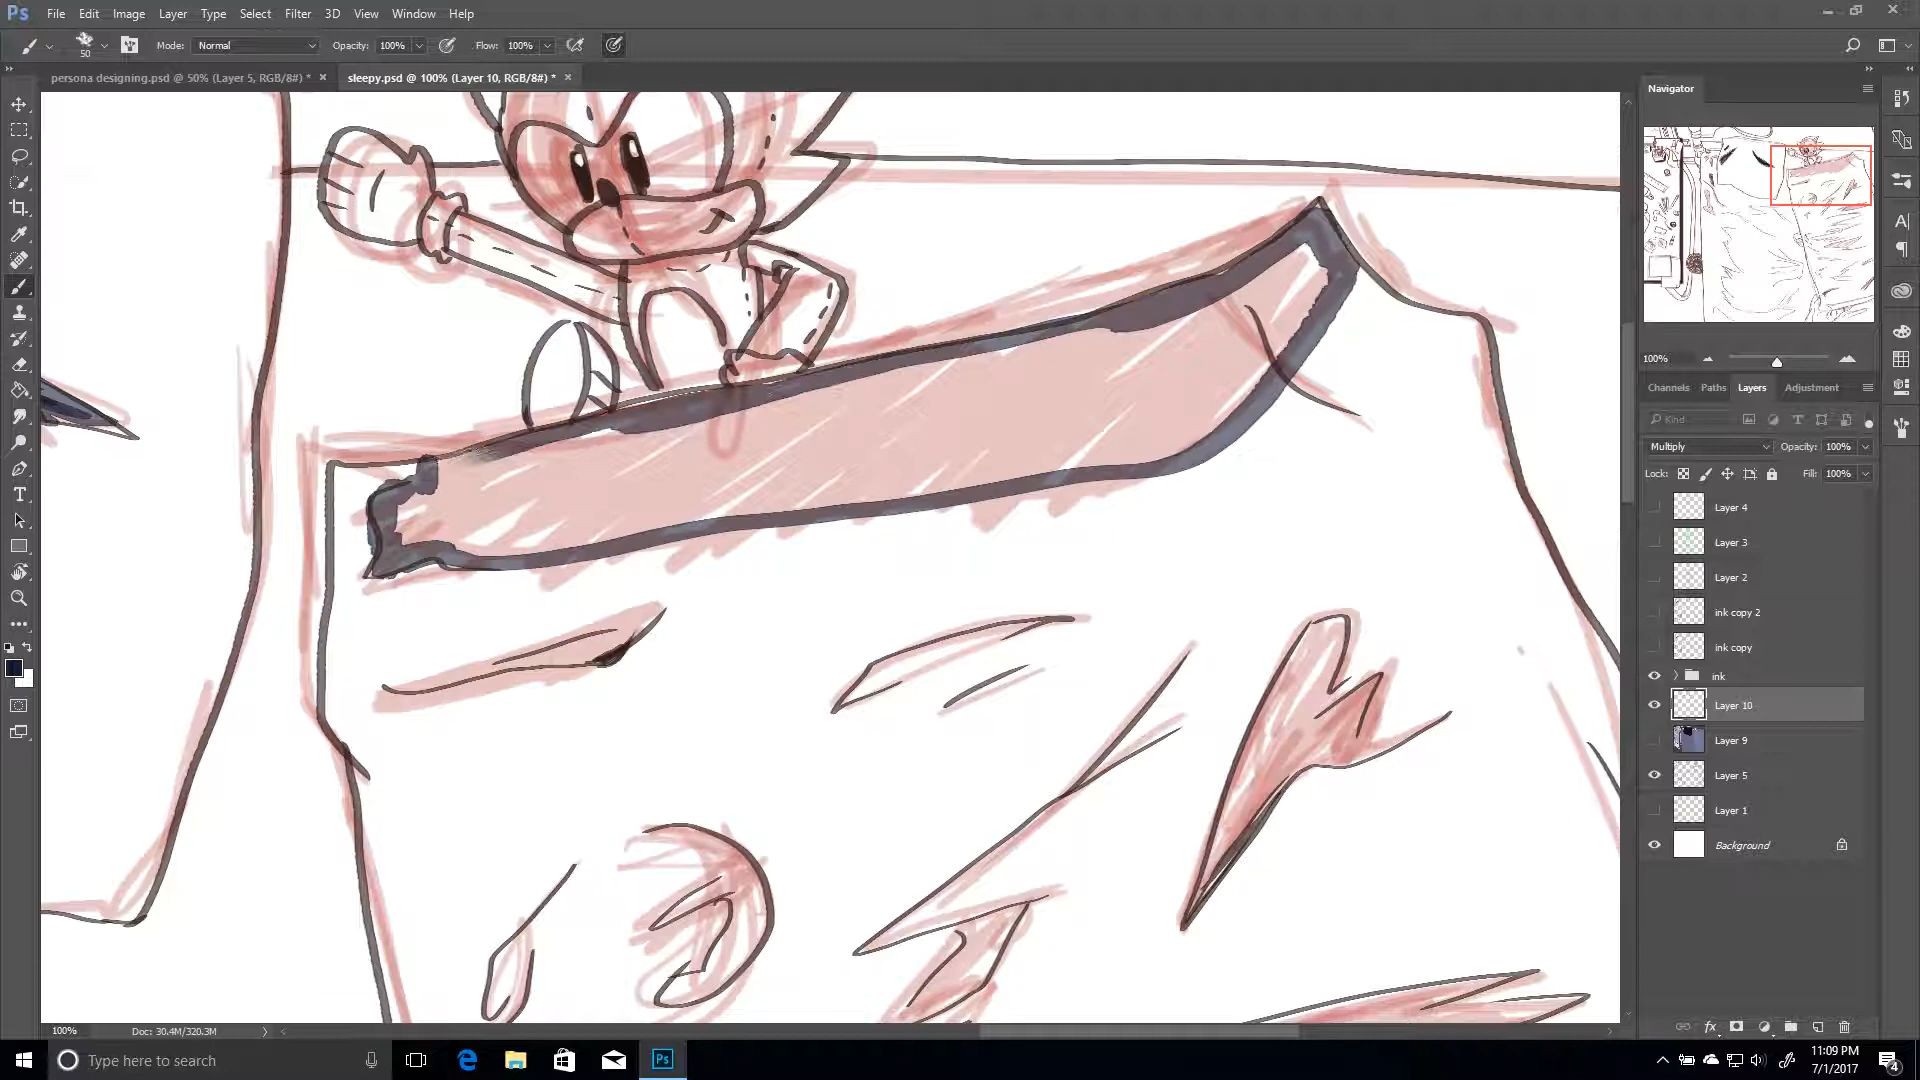 Ps File Edit Image Layer Type Select Filter 3D View Window Help
50 Mode: Normal Opacity: 100% Flow: 100%
persona designing.psd @ 50% (Layer 5, RGB/8#) * × sleepy.psd @ 100% (Layer 10, RGB/8#) * ×
Navigator
100%
Channels Paths Layers Adjustment
Kind
Multiply Opacity: 100%
Lock: Fill: 100%
Layer 4
Layer 3
Layer 2
ink copy 2
ink copy
ink
Layer 10
Layer 9
Layer 5
Layer 1
Background
100% Doc: 30.4M/320.3M
Type here to search Ps 11:09 PM
7/1/2017 4